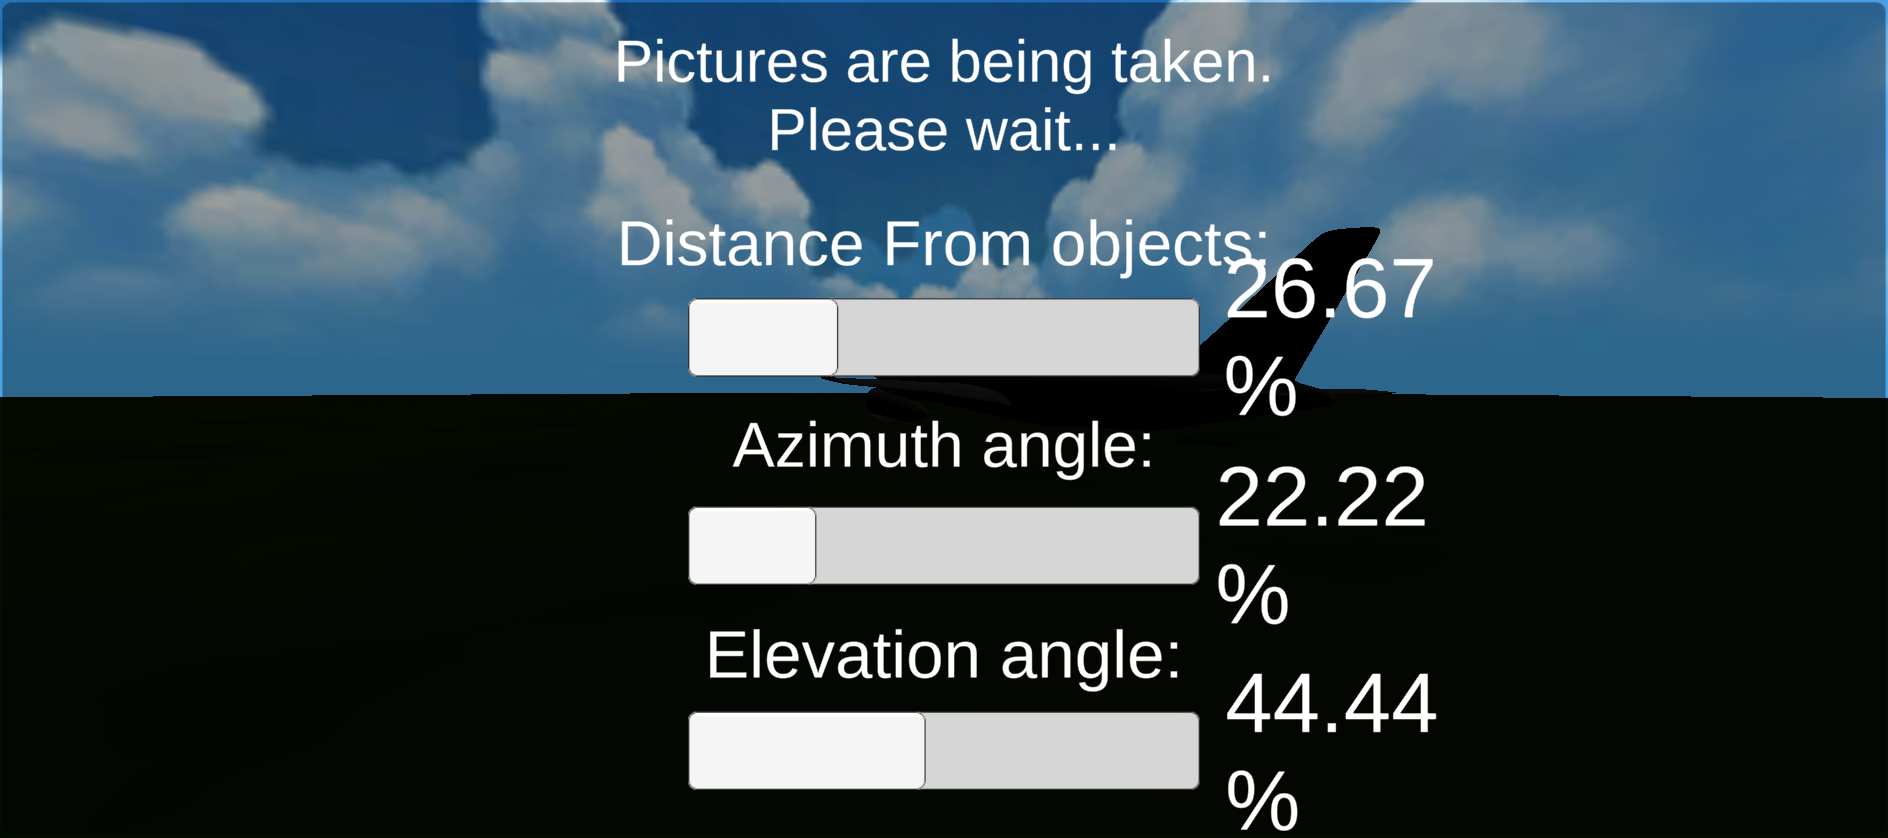 Pictures are being taken.
Please wait...
Distance From objects:
26.67
%
Azimuth angle:
22.22
%
Elevation angle:
44.44
%